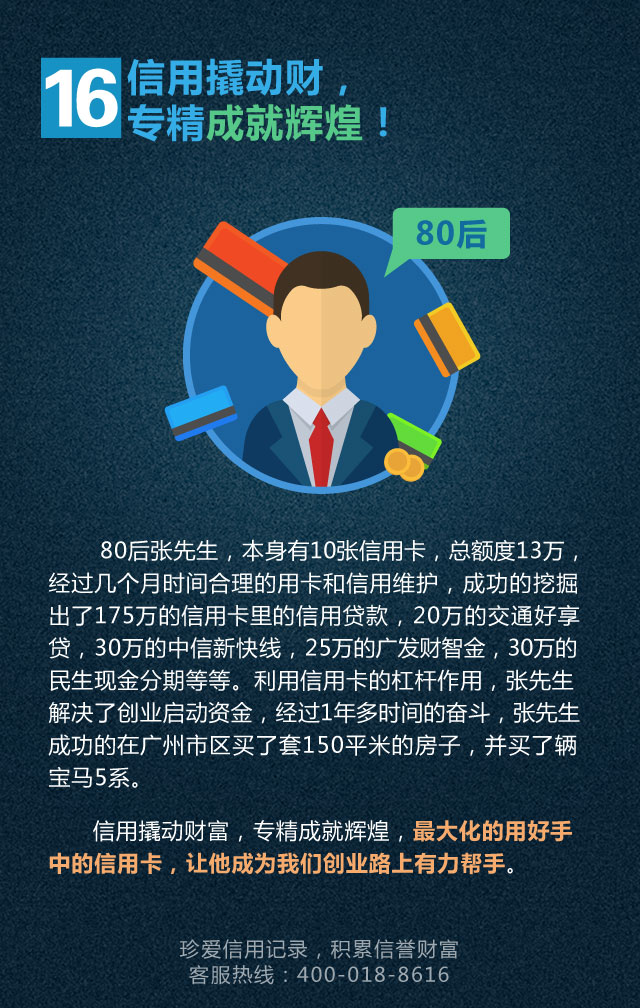 16
信用撬动财，
专精成就辉煌！
80后
80后张先生，本身有10张信用卡，总额度13万，
经过几个月时间合理的用卡和信用维护，成功的挖掘
出了175万的信用卡里的信用贷款，20万的交通好享
贷，30万的中信新快线，25万的广发财智金，30万的
民生现金分期等等。利用信用卡的杠杆作用，张先生
解决了创业启动资金，经过1年多时间的奋斗，张先生
成功的在广州市区买了套150平米的房子，并买了辆
宝马5系。
信用撬动财富，专精成就辉煌，最大化的用好手
中的信用卡，让他成为我们创业路上有力帮手。
珍爱信用记录，积累信誉财富
客服热线：400-018-8616